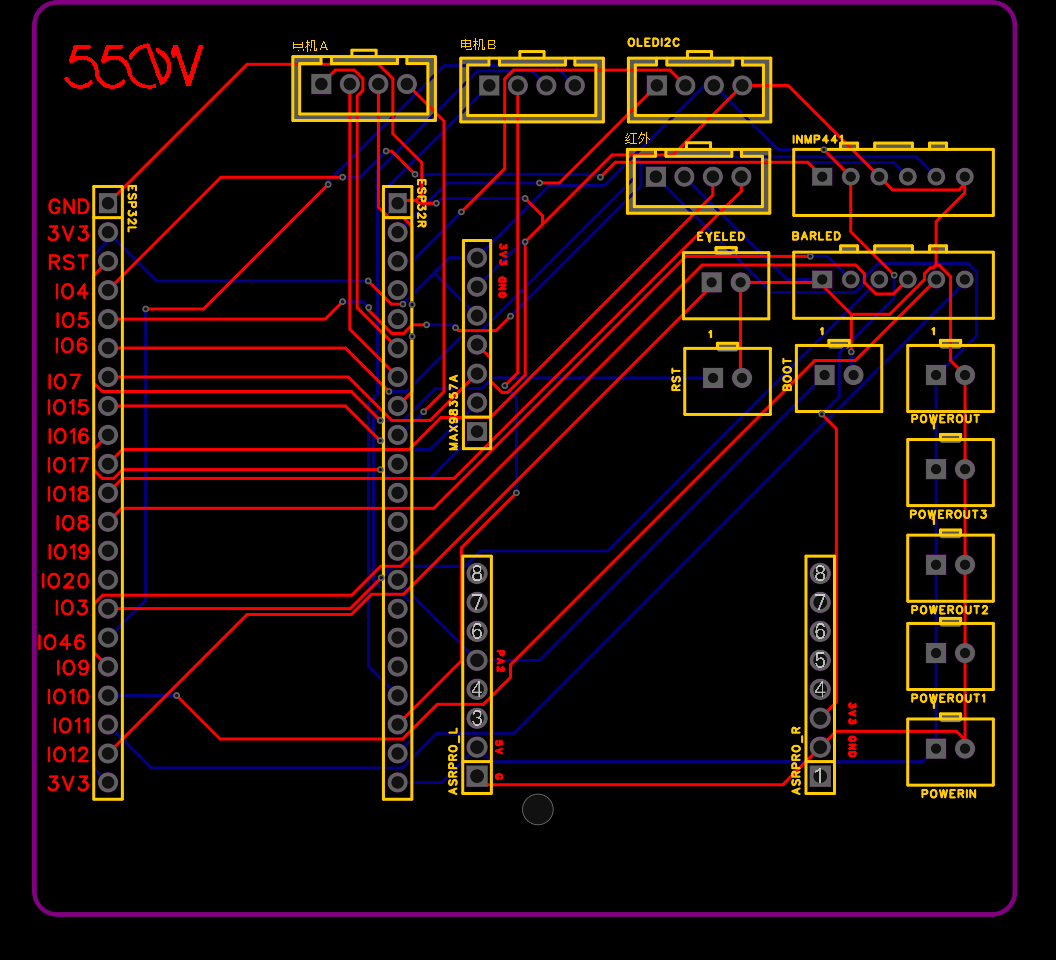 550W
电机A
电机B
OLEDI2C
红外
INMP441
ESP32L
ESP32R
GND
3V3
RST
IO4
IO5
IO6
IO7
IO15
IO16
IO17
IO18
IO8
IO19
IO20
IO3
IO46
IO9
IO10
IO11
IO12
3V3
3V3 GND
MAX98357A
EYELED
BARLED
1
1
1
RST
BOOT
POWEROUT
POWEROUT3
POWEROUT2
POWEROUT1
POWERIN
8
7
6
PA2
4
3
5V
G
ASRPRO_L
8
7
6
5
4
3V3 GND
1
ASRPRO_R